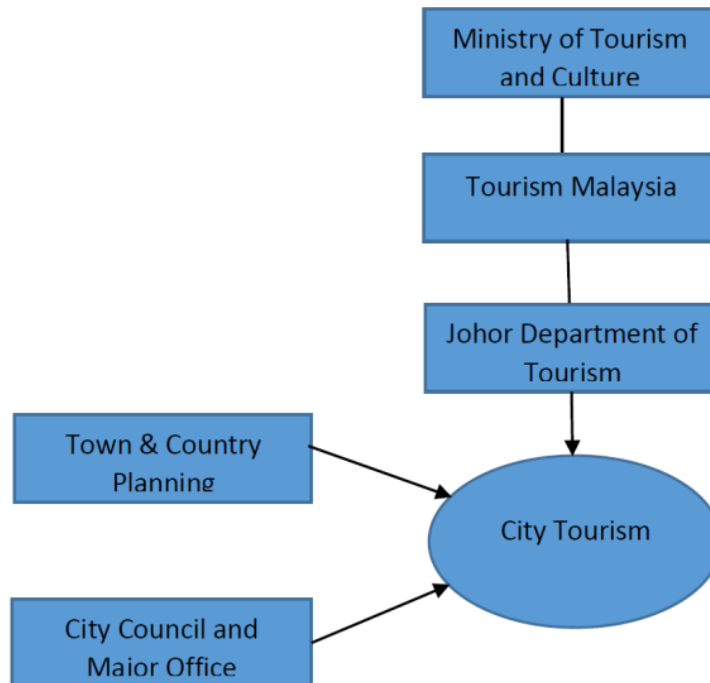 Ministry of Tourism
and Culture
Tourism Malaysia
Johor Department of
Tourism
Town & Country
Planning
City Tourism
City Council and
Major Office